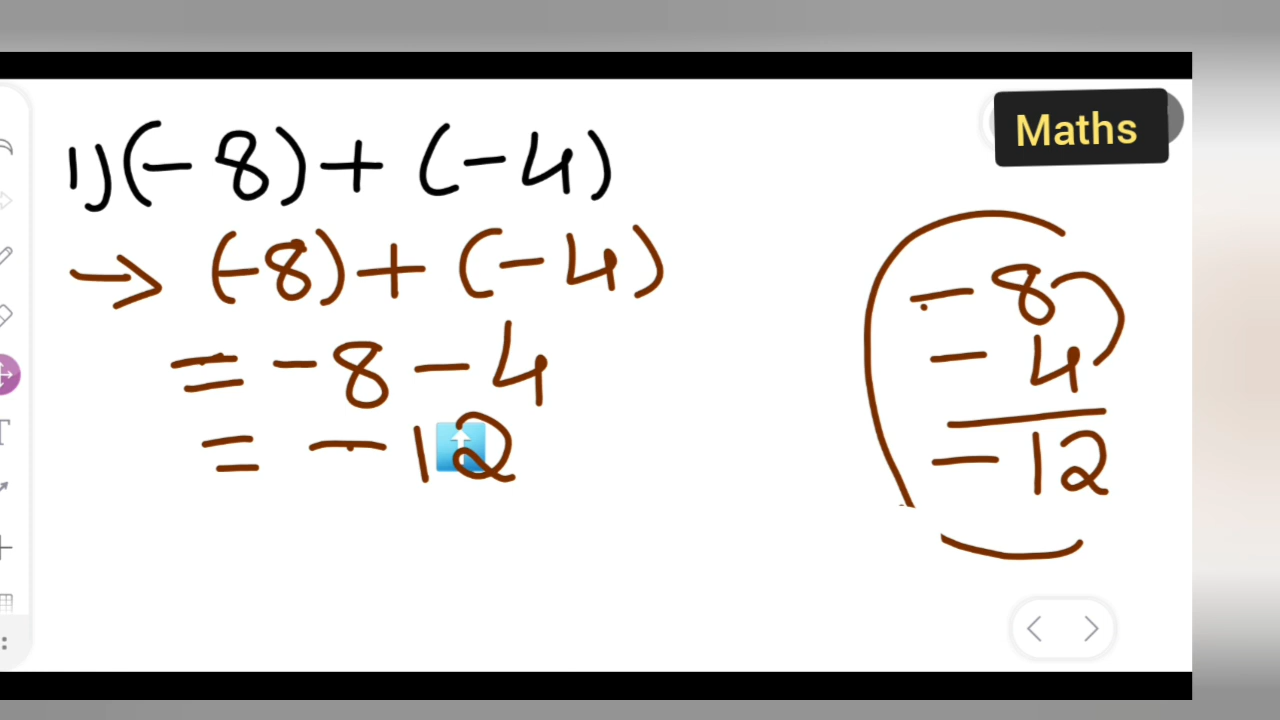 Maths
1) (-8) + (-4)
→ (-8) + (-4)
= -8 - 4
= -12
-8
-4
-12